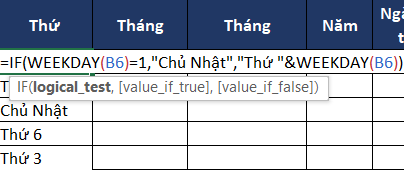 Thứ Tháng Tháng Năm Ngà
t
=IF(WEEKDAY(B6)=1,"Chủ Nhật","Thứ "&WEEKDAY(B6))
T IF(logical_test, [value_if_true], [value_if_false])
Chủ Nhật
Thứ 6
Thứ 3